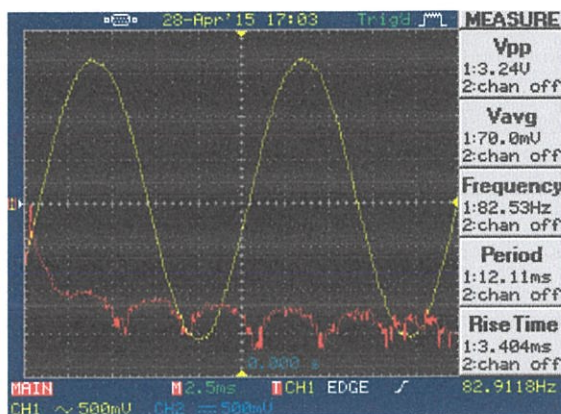 28-Apr'15 17:03 Trig'd
MEASURE
Vpp
1:3.24V
2:chan off
Vavg
1:70.0mV
2:chan off
Frequency
1:82.53Hz
2:chan off
Period
1:12.11ms
2:chan off
Rise Time
1:3.404ms
2:chan off
0.000 s
MAIN M 2.5ms T CH1 EDGE 82.9118Hz
CH1 500mV CH2 500mV